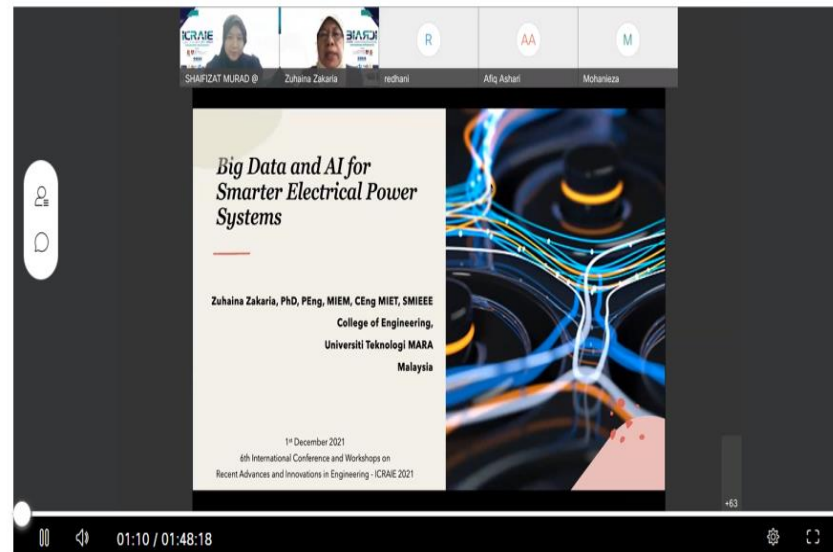 ICRAIE
SHAIFIZAT MURAD @
Zuhaina Zakaria
R
redhani
AA
Afiq Ashari
M
Mohanieza
Big Data and AI for
Smarter Electrical Power
Systems
Zuhaina Zakaria, PhD, PEng, MIEM, CEng MIET, SMIEEE
College of Engineering,
Universiti Teknologi MARA
Malaysia
1st December 2021
6th International Conference and Workshops on
Recent Advances and Innovations in Engineering - ICRAIE 2021
+63
01:10 / 01:48:18